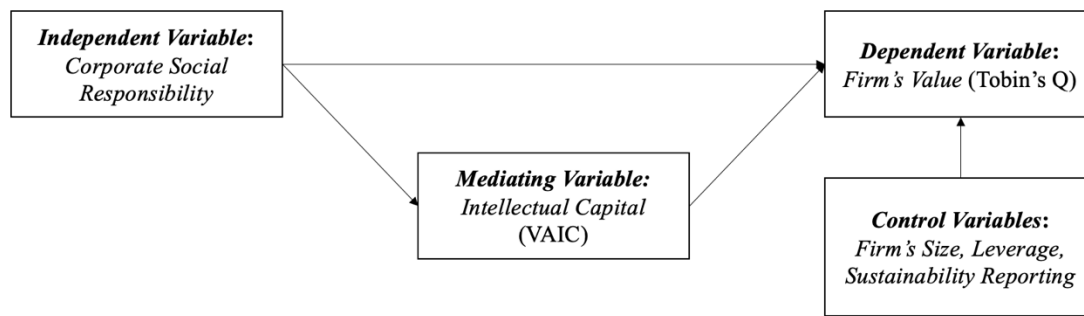 Independent Variable:
Corporate Social
Responsibility
Dependent Variable:
Firm's Value (Tobin's Q)
Mediating Variable:
Intellectual Capital
(VAIC)
Control Variables:
Firm's Size, Leverage,
Sustainability Reporting